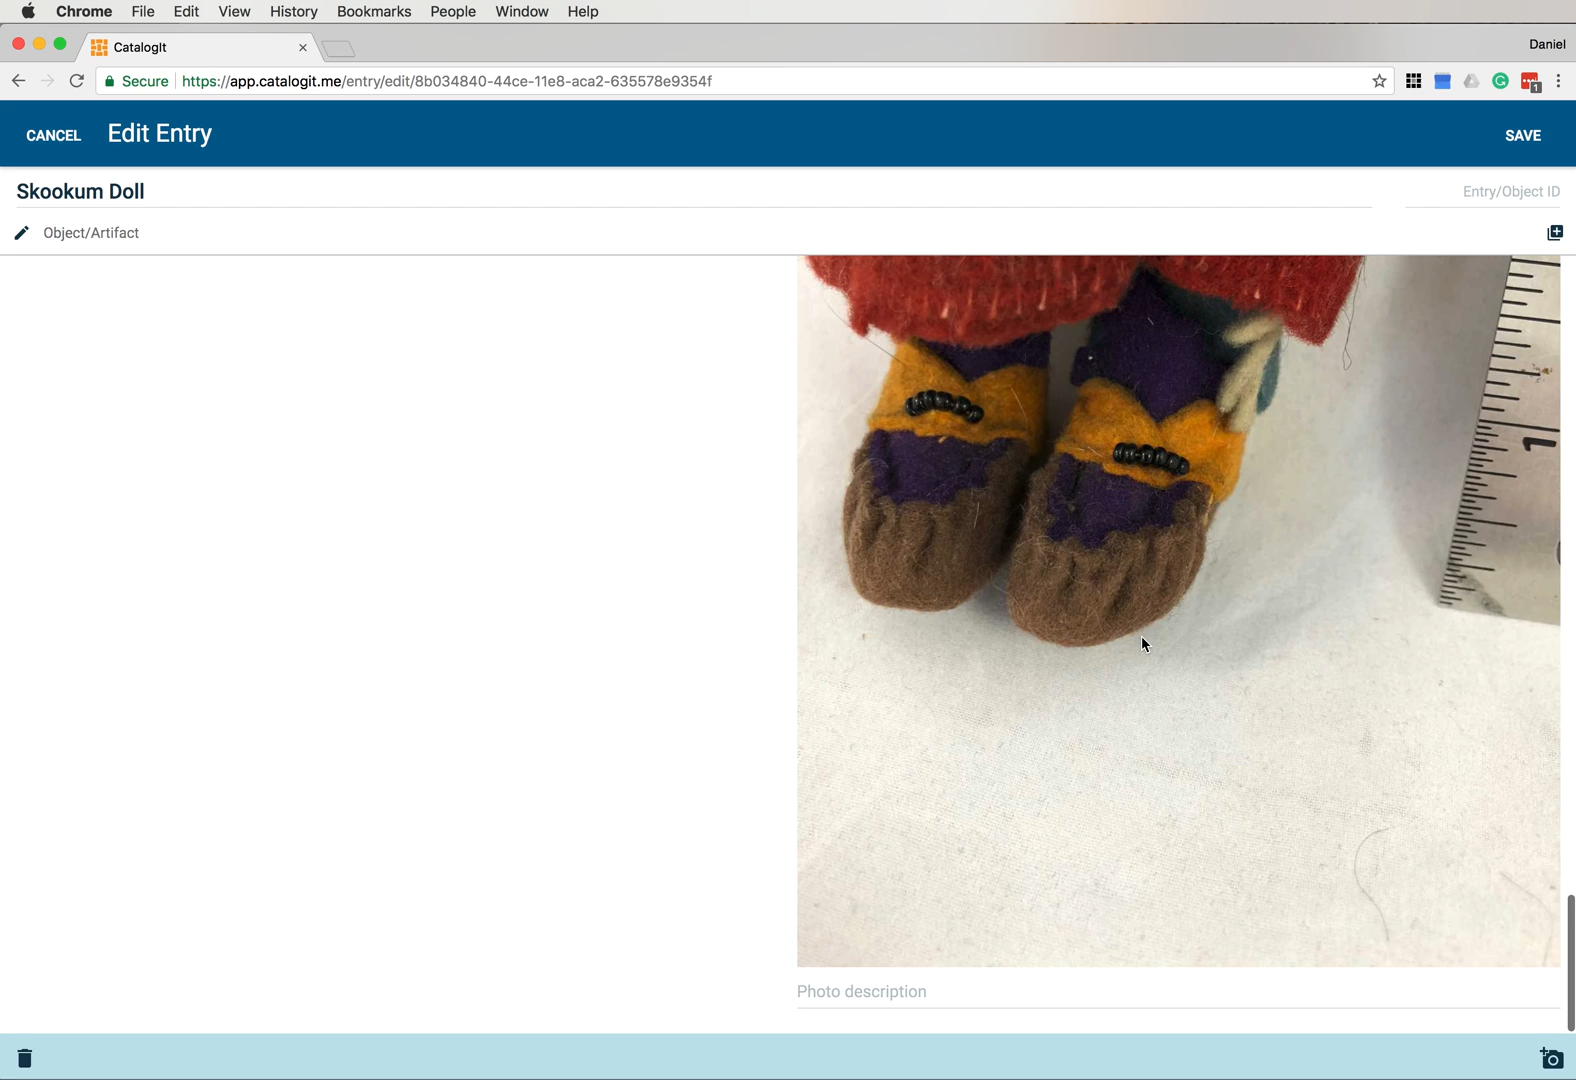 Chrome File Edit View History Bookmarks People Window Help
CatalogIt
Daniel
Secure https://app.catalogit.me/entry/edit/8b034840-44ce-11e8-aca2-635578e9354f
1
CANCEL Edit Entry SAVE
Skookum Doll Entry/Object ID
Object/Artifact
1
Photo description